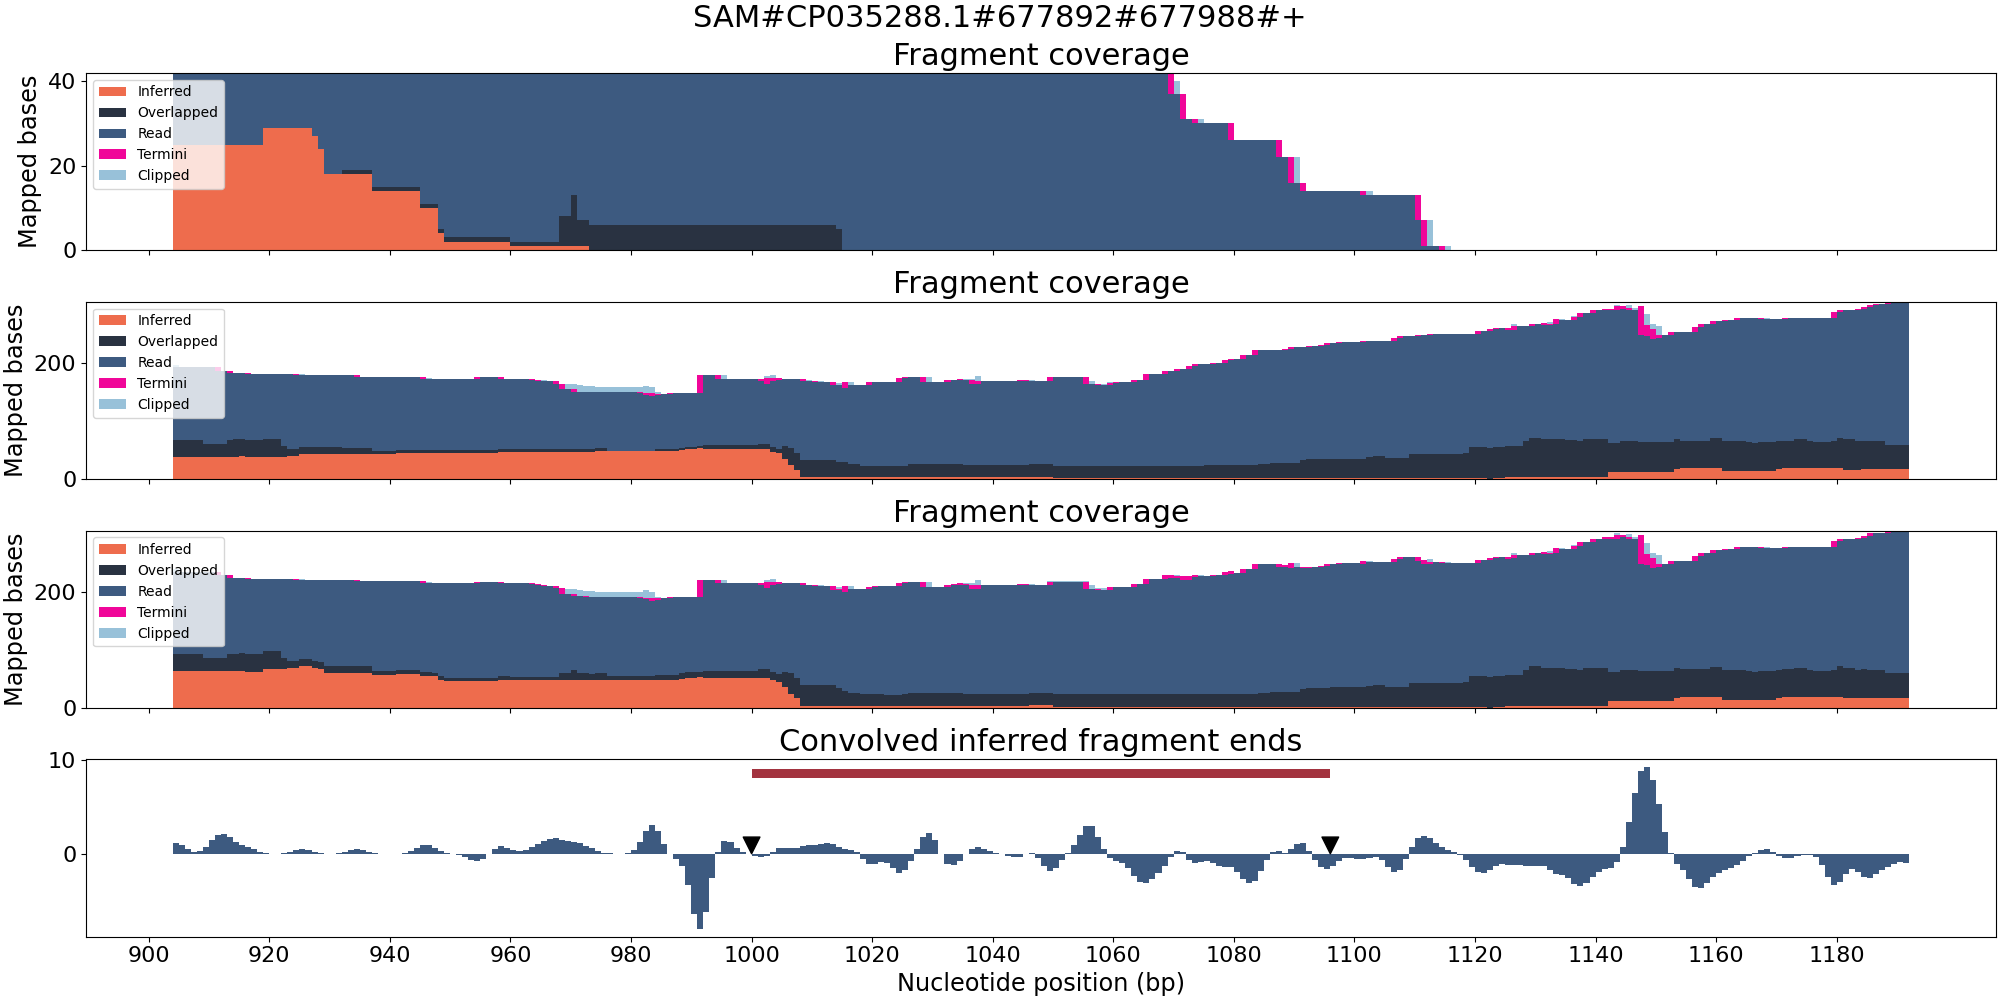 SAM#CP035288.1#677892#677988#+
Fragment coverage
Mapped bases
40
20
0
Inferred
Overlapped
Read
Termini
Clipped
Fragment coverage
Mapped bases
200
0
Inferred
Overlapped
Read
Termini
Clipped
Fragment coverage
Mapped bases
200
0
Inferred
Overlapped
Read
Termini
Clipped
Convolved inferred fragment ends
10
0
900 920 940 960 980 1000 1020 1040 1060 1080 1100 1120 1140 1160 1180
Nucleotide position (bp)